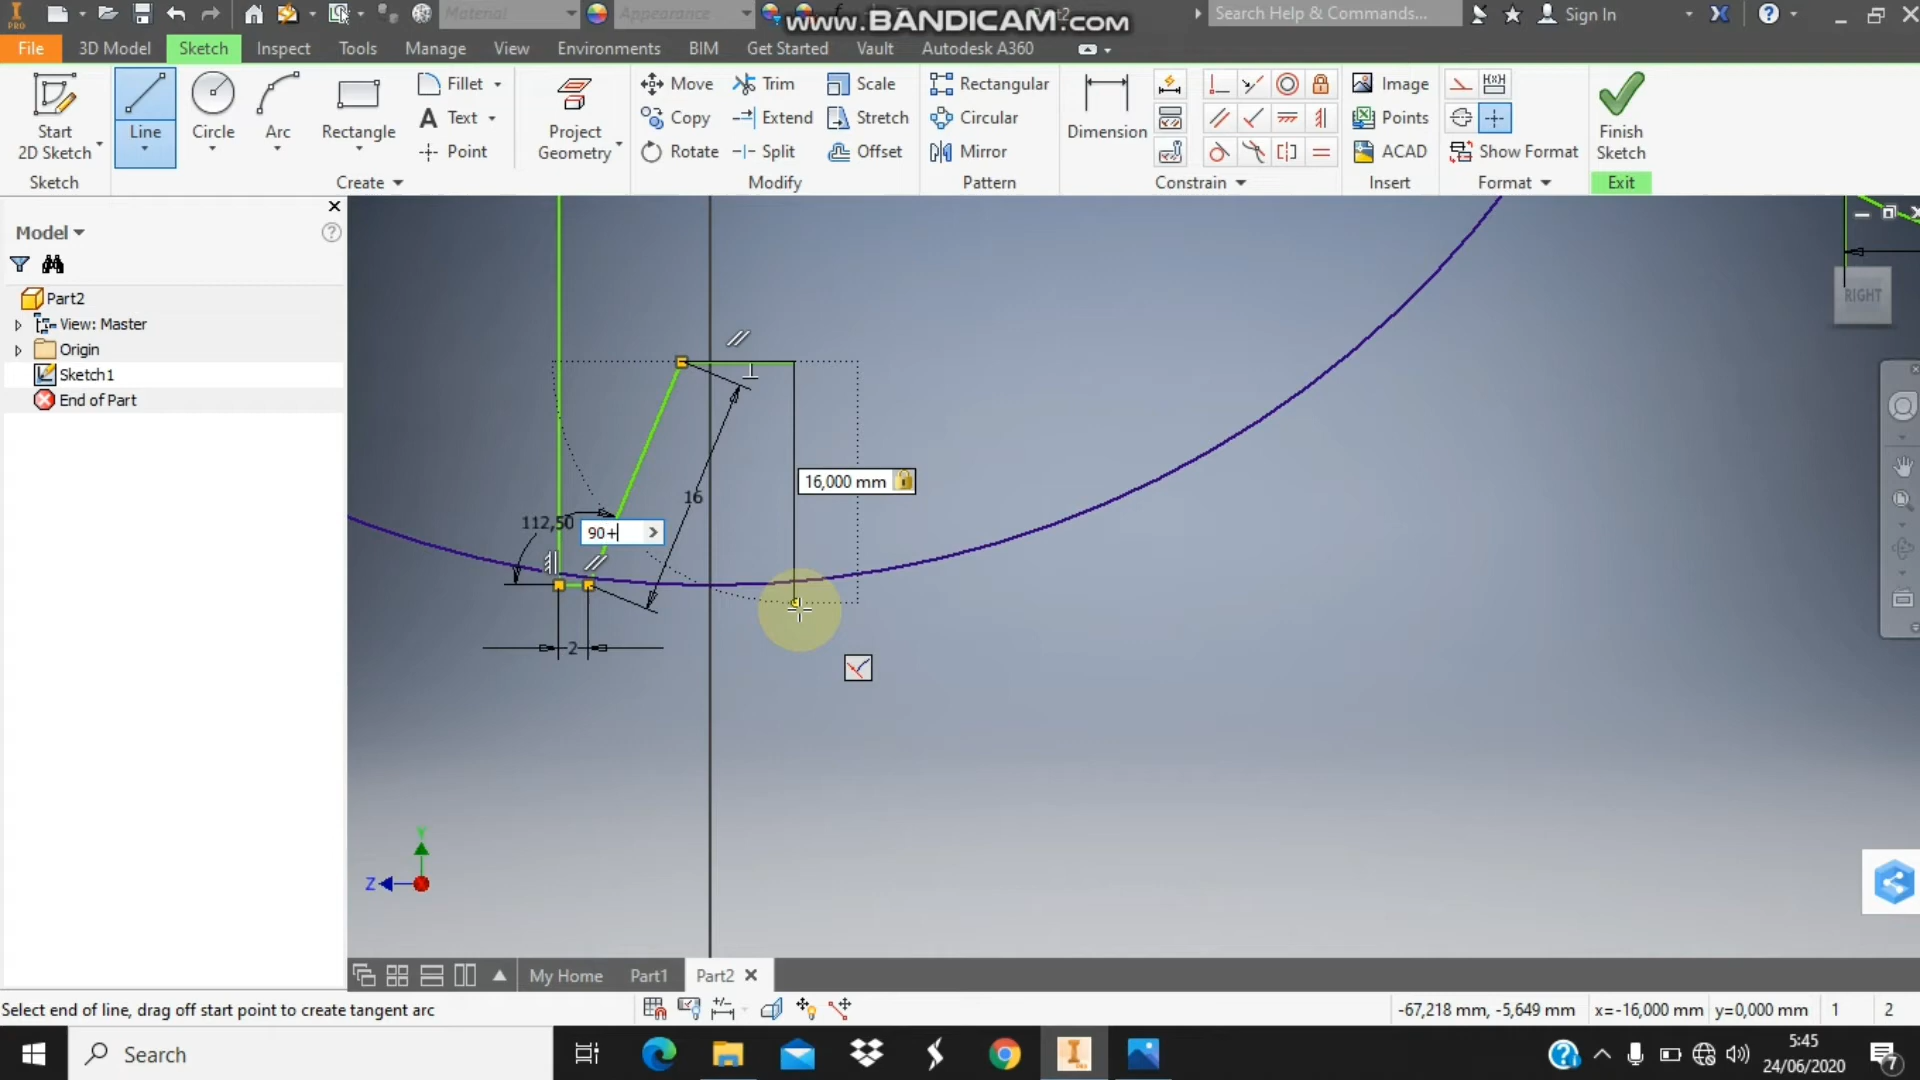 PRO
Material
Appearance
www.BANDICAM.com
Search Help & Commands...
Sign In
File
3D Model
Sketch
Inspect
Tools
Manage
View
Environments
BIM
Get Started
Vault
Autodesk A360
Start
2D Sketch
Line
Circle
Arc
Rectangle
Fillet
Text
Point
Project
Geometry
Move
Copy
Rotate
Trim
Extend
Split
Scale
Stretch
Offset
Rectangular
Circular
Mirror
Dimension
Image
Points
ACAD
Show Format
Finish
Sketch
Sketch
Create
Modify
Pattern
Constrain
Insert
Format
Exit
Model
Part2
View: Master
Origin
Sketch1
End of Part
RIGHT
16,000 mm
16
112,50
90+
2
Y
Z
My Home
Part1
Part2
Select end of line, drag off start point to create tangent arc
-67,218 mm, -5,649 mm
x=-16,000 mm
y=0,000 mm
1
2
Search
5:45
24/06/2020
7